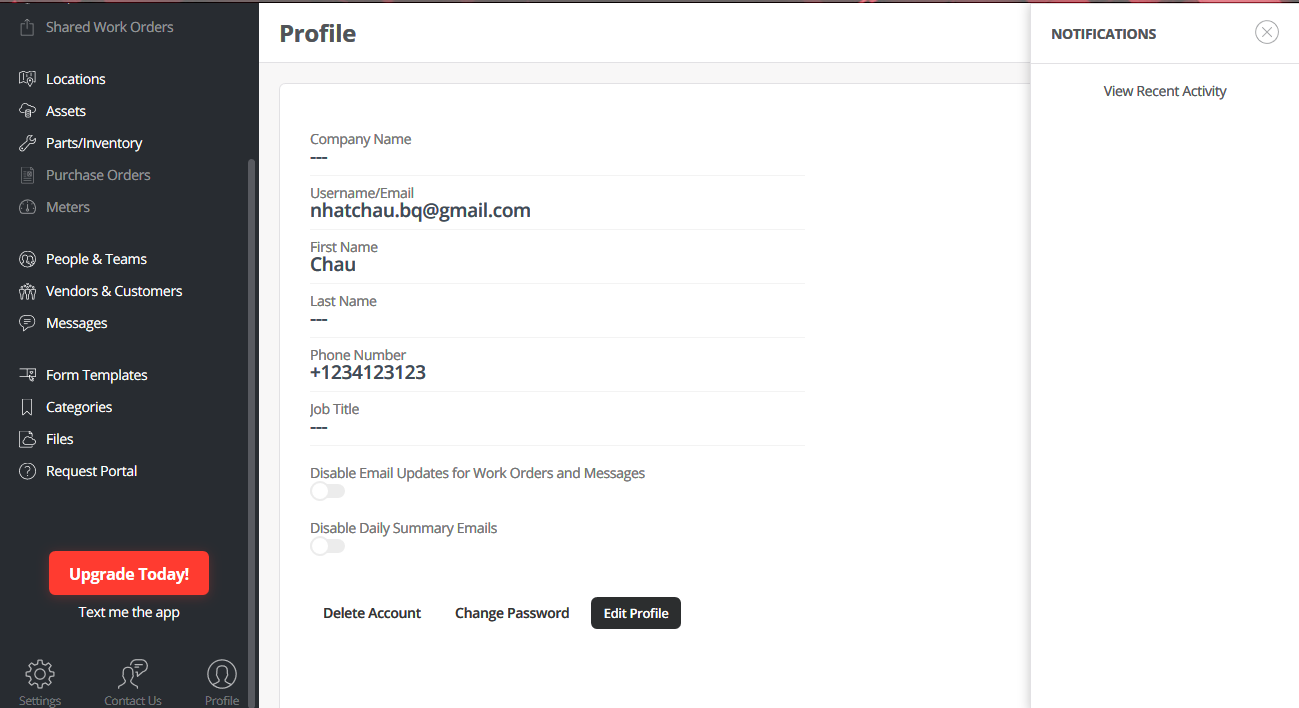 Shared Work Orders
Locations
Assets
Parts/Inventory
Purchase Orders
Meters
People & Teams
Vendors & Customers
Messages
Form Templates
Categories
Files
Request Portal
Upgrade Today!
Text me the app
Settings
Contact Us
Profile
Profile
Company Name
---
Username/Email
nhatchau.bq@gmail.com
First Name
Chau
Last Name
---
Phone Number
+1234123123
Job Title
---
Disable Email Updates for Work Orders and Messages
Disable Daily Summary Emails
Delete Account
Change Password
Edit Profile
NOTIFICATIONS
View Recent Activity